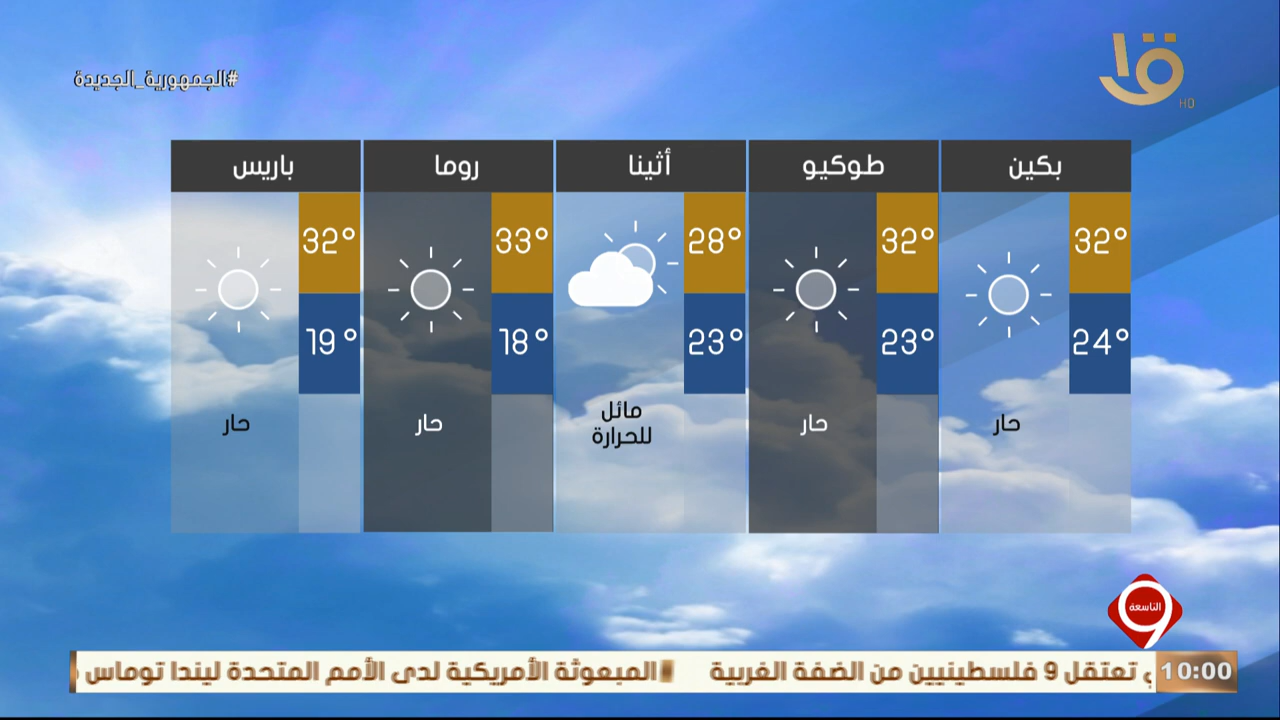 #الجمهورية_الجديدة
HD
بكين
32°
24°
حار
طوكيو
32°
23°
حار
أثينا
28°
23°
مائل
للحرارة
روما
33°
18°
حار
باريس
32°
19°
حار
التاسعة
9
10:00
تعتقل 9 فلسطينيين من الضفة الغربية المبعوثة الأمريكية لدى الأمم المتحدة ليندا توماس